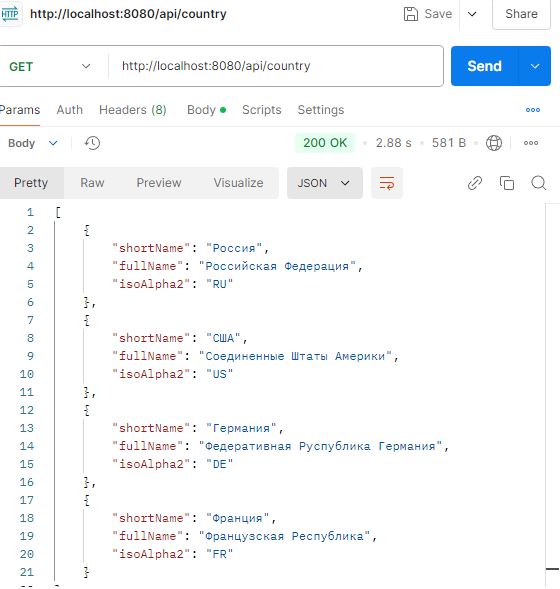 HTTP http://localhost:8080/api/country Save Share
GET http://localhost:8080/api/country Send
Params Auth Headers (8) Body Scripts Settings
Body 200 OK 2.88 s 581 B
Pretty Raw Preview Visualize JSON
1 [
2 {
3 "shortName": "Россия",
4 "fullName": "Российская Федерация",
5 "isoAlpha2": "RU"
6 },
7 {
8 "shortName": "США",
9 "fullName": "Соединенные Штаты Америки",
10 "isoAlpha2": "US"
11 },
12 {
13 "shortName": "Германия",
14 "fullName": "Федеративная Руспублика Германия",
15 "isoAlpha2": "DE"
16 },
17 {
18 "shortName": "Франция",
19 "fullName": "Французская Республика",
20 "isoAlpha2": "FR"
21 }